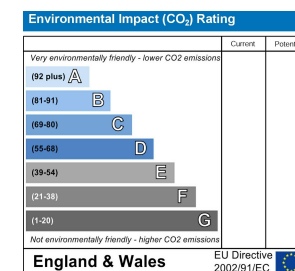 Environmental Impact (CO₂) Rating
Current Poten
Very environmentally friendly - lower CO2 emissions
(92 plus) A
(81-91) B
(69-80) C
(55-68) D
(39-54) E
(21-38) F
(1-20) G
Not environmentally friendly - higher CO2 emissions
England & Wales
EU Directive
2002/91/EC